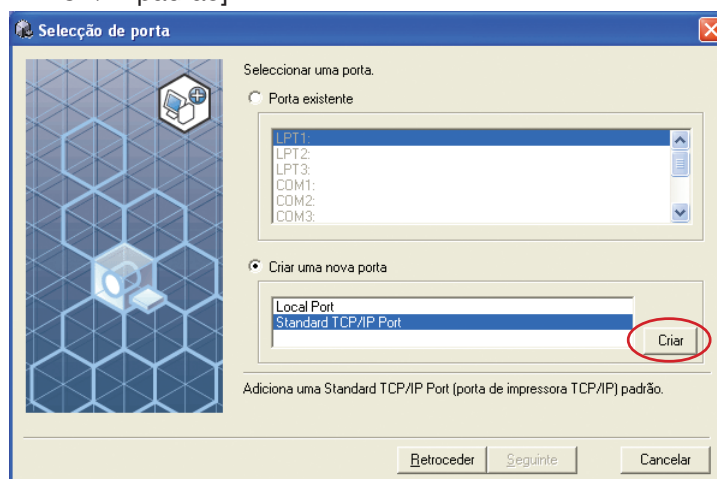 Selecção de porta
Seleccionar uma porta.
Porta existente
LPT1:
LPT2:
LPT3:
COM1:
COM2:
COM3:
Criar uma nova porta
Local Port
Standard TCP/IP Port
Criar
Adiciona uma Standard TCP/IP Port (porta de impressora TCP/IP) padrão.
Retroceder
Seguinte
Cancelar